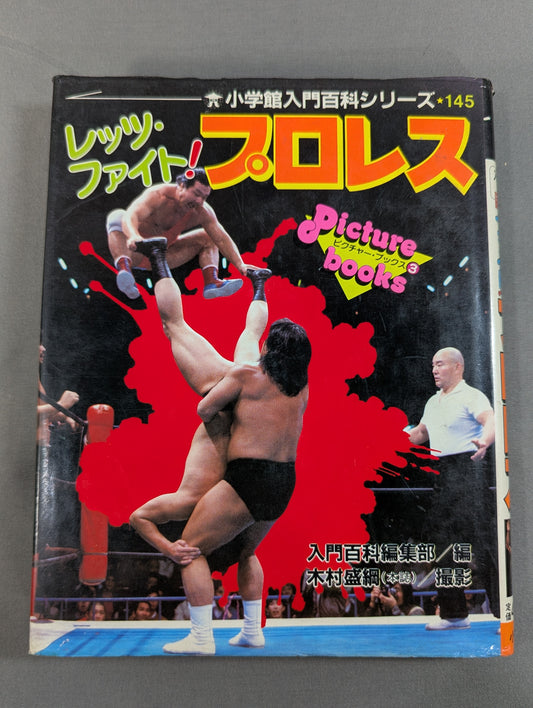 小学館入門百科シリーズ★145
レッツ・
ファイト!
プロレス
Picture
ピクチャー・ブックス3
books
入門百科編集部/編
木村盛綱(本誌)/撮影
定価